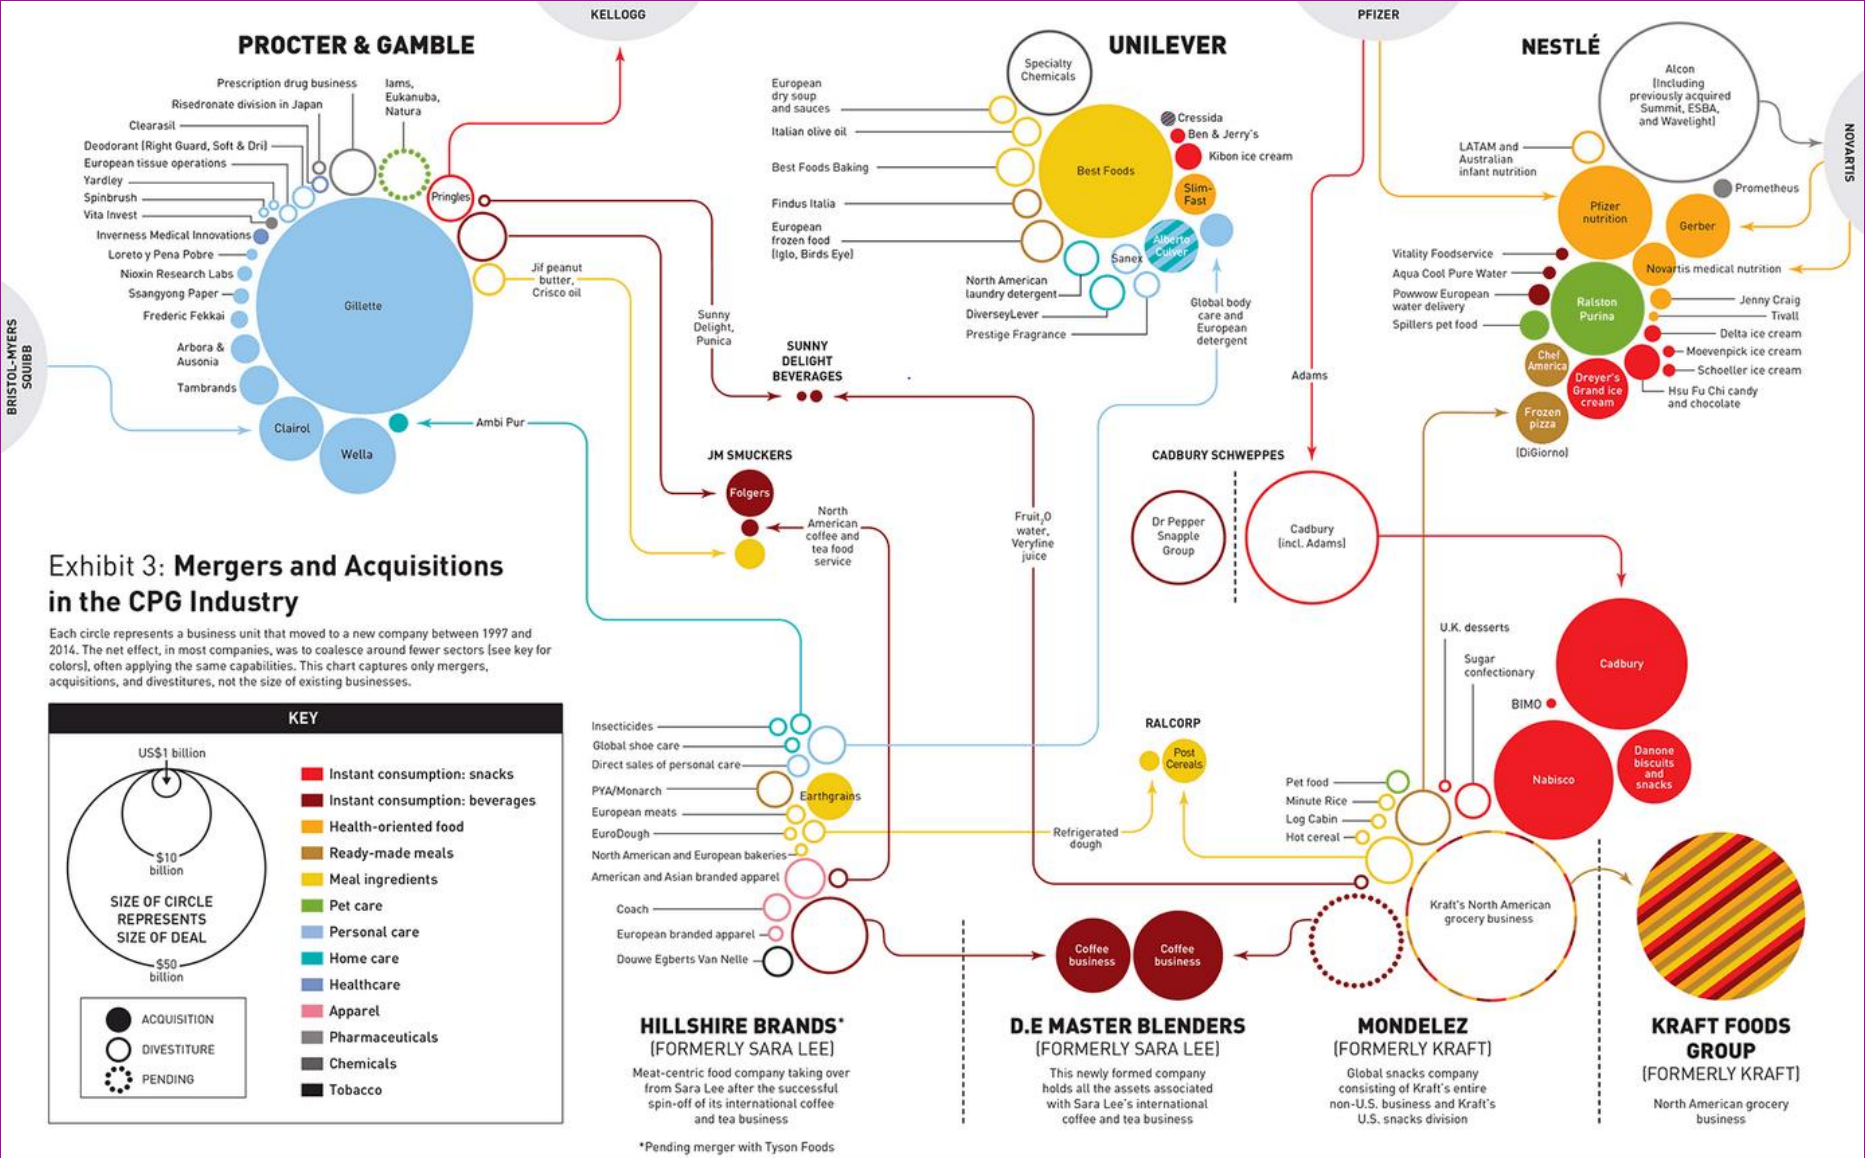 KELLOGG
PFIZER
NOVARTIS
BRISTOL-MYERS
SQUIBB
PROCTER & GAMBLE
Prescription drug business
Iams,
Eukanuba,
Natura
Risedronate division in Japan
Clearasil
Deodorant (Right Guard, Soft & Dri)
European tissue operations
Yardley
Spinbrush
Vita Invest
Inverness Medical Innovations
Loreto y Pena Pobre
Nioxin Research Labs
Ssangyong Paper
Frederic Fekkai
Arbora &
Ausonia
Tambrands
Clairol
Wella
Gillette
Pringles
Jif peanut
butter,
Crisco oil
Ambi Pur
Sunny
Delight,
Punica
SUNNY
DELIGHT
BEVERAGES
JM SMUCKERS
Folgers
North
American
coffee and
tea food
service
UNILEVER
Specialty
Chemicals
European
dry soup
and sauces
Italian olive oil
Best Foods Baking
Findus Italia
European
frozen food
(Iglo, Birds Eye)
Best Foods
Cressida
Ben & Jerry's
Kibon ice cream
Slim-
Fast
Alberto
Culver
Sanex
North American
laundry detergent
DiverseyLever
Prestige Fragrance
Global body
care and
European
detergent
NESTLÉ
Alcon
(Including
previously acquired
Summit, ESBA,
and Wavelight)
LATAM and
Australian
infant nutrition
Prometheus
Pfizer
nutrition
Gerber
Novartis medical nutrition
Vitality Foodservice
Aqua Cool Pure Water
Powwow European
water delivery
Spillers pet food
Ralston
Purina
Jenny Craig
Tivall
Delta ice cream
Moevenpick ice cream
Schoeller ice cream
Hsu Fu Chi candy
and chocolate
Chef
America
Dreyer's
Grand ice
cream
Frozen
pizza
(DiGiorno)
Adams
CADBURY SCHWEPPES
Dr Pepper
Snapple
Group
Cadbury
(incl. Adams)
Fruit₂O
water,
Veryfine
juice
Exhibit 3: Mergers and Acquisitions
in the CPG Industry
Each circle represents a business unit that moved to a new company between 1997 and
2014. The net effect, in most companies, was to coalesce around fewer sectors (see key for
colors), often applying the same capabilities. This chart captures only mergers,
acquisitions, and divestitures, not the size of existing businesses.
KEY
US$1 billion
$10
billion
SIZE OF CIRCLE
REPRESENTS
SIZE OF DEAL
$50
billion
ACQUISITION
DIVESTITURE
PENDING
Instant consumption: snacks
Instant consumption: beverages
Health-oriented food
Ready-made meals
Meal ingredients
Pet care
Personal care
Home care
Healthcare
Apparel
Pharmaceuticals
Chemicals
Tobacco
Insecticides
Global shoe care
Direct sales of personal care
PYA/Monarch
European meats
EuroDough
North American and European bakeries
American and Asian branded apparel
Coach
European branded apparel
Douwe Egberts Van Nelle
Earthgrains
Refrigerated
dough
RALCORP
Post
Cereals
U.K. desserts
Sugar
confectionary
BIMO
Cadbury
Nabisco
Danone
biscuits
and
snacks
Pet food
Minute Rice
Log Cabin
Hot cereal
Kraft's North American
grocery business
Coffee
business
Coffee
business
HILLSHIRE BRANDS*
(FORMERLY SARA LEE)
Meat-centric food company taking over
from Sara Lee after the successful
spin-off of its international coffee
and tea business
*Pending merger with Tyson Foods
D.E MASTER BLENDERS
(FORMERLY SARA LEE)
This newly formed company
holds all the assets associated
with Sara Lee's international
coffee and tea business
MONDELEZ
(FORMERLY KRAFT)
Global snacks company
consisting of Kraft's entire
non-U.S. business and Kraft's
U.S. snacks division
KRAFT FOODS
GROUP
(FORMERLY KRAFT)
North American grocery
business